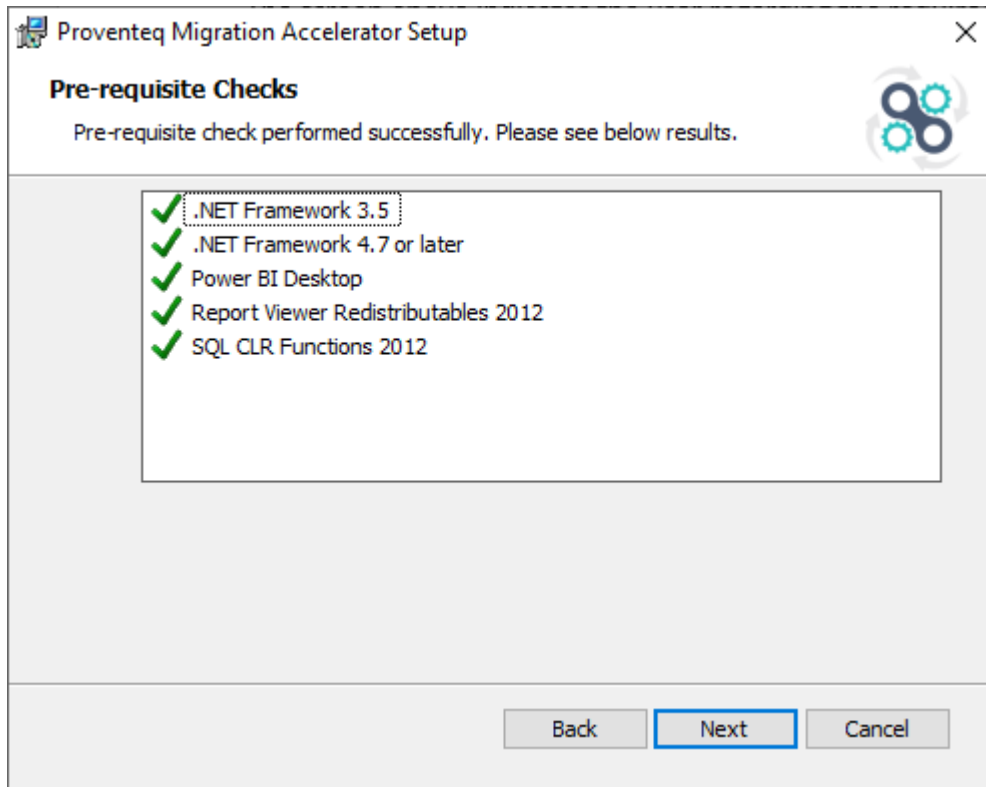 Proventeq Migration Accelerator Setup
Pre-requisite Checks
Pre-requisite check performed successfully. Please see below results.
.NET Framework 3.5
.NET Framework 4.7 or later
Power BI Desktop
Report Viewer Redistributables 2012
SQL CLR Functions 2012
Back
Next
Cancel